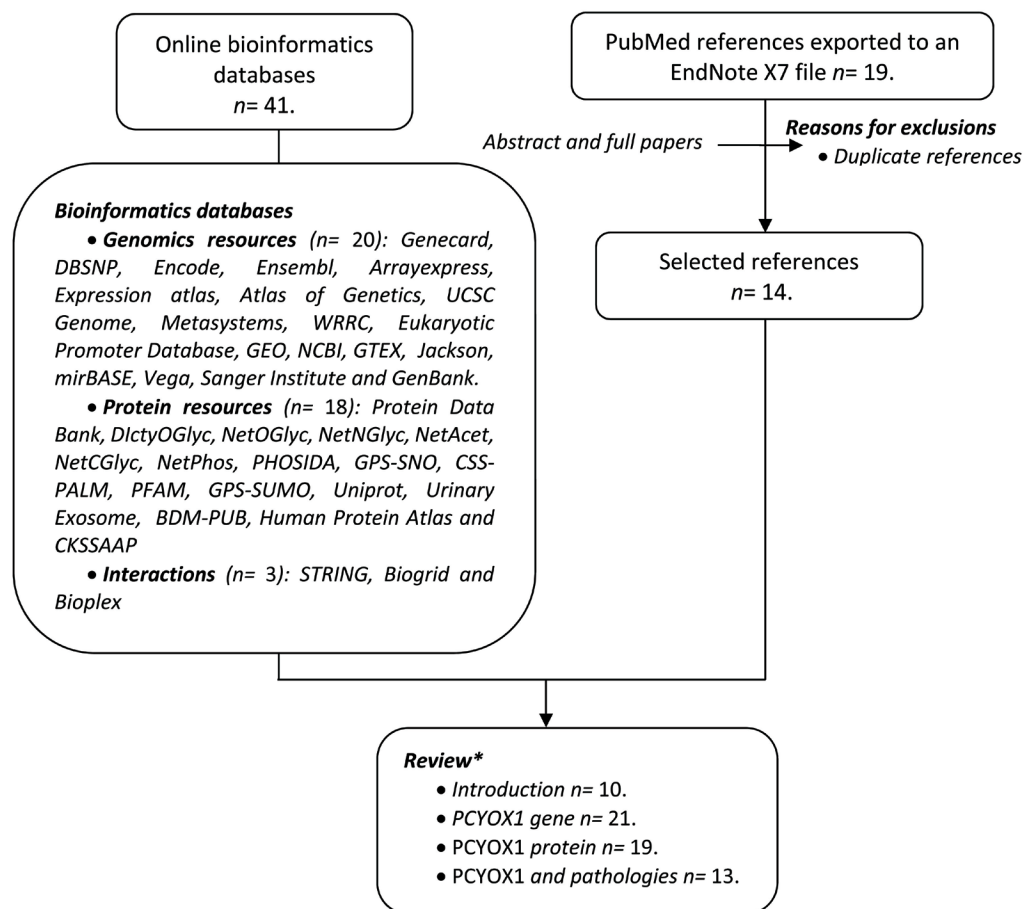 Online bioinformatics
databases
n= 41.
PubMed references exported to an
EndNote X7 file n= 19.
Abstract and full papers
Reasons for exclusions
• Duplicate references
Selected references
n= 14.
Bioinformatics databases
• Genomics resources (n= 20): Genecard,
DBSNP, Encode, Ensembl, Arrayexpress,
Expression atlas, Atlas of Genetics, UCSC
Genome, Metasystems, WRRC, Eukaryotic
Promoter Database, GEO, NCBI, GTEX, Jackson,
mirBASE, Vega, Sanger Institute and GenBank.
• Protein resources (n= 18): Protein Data
Bank, DIctyOGlyc, NetOGlyc, NetNGlyc, NetAcet,
NetCGlyc, NetPhos, PHOSIDA, GPS-SNO, CSS-
PALM, PFAM, GPS-SUMO, Uniprot, Urinary
Exosome, BDM-PUB, Human Protein Atlas and
CKSSAAP
• Interactions (n= 3): STRING, Biogrid and
Bioplex
Review*
• Introduction n= 10.
• PCYOX1 gene n= 21.
• PCYOX1 protein n= 19.
• PCYOX1 and pathologies n= 13.